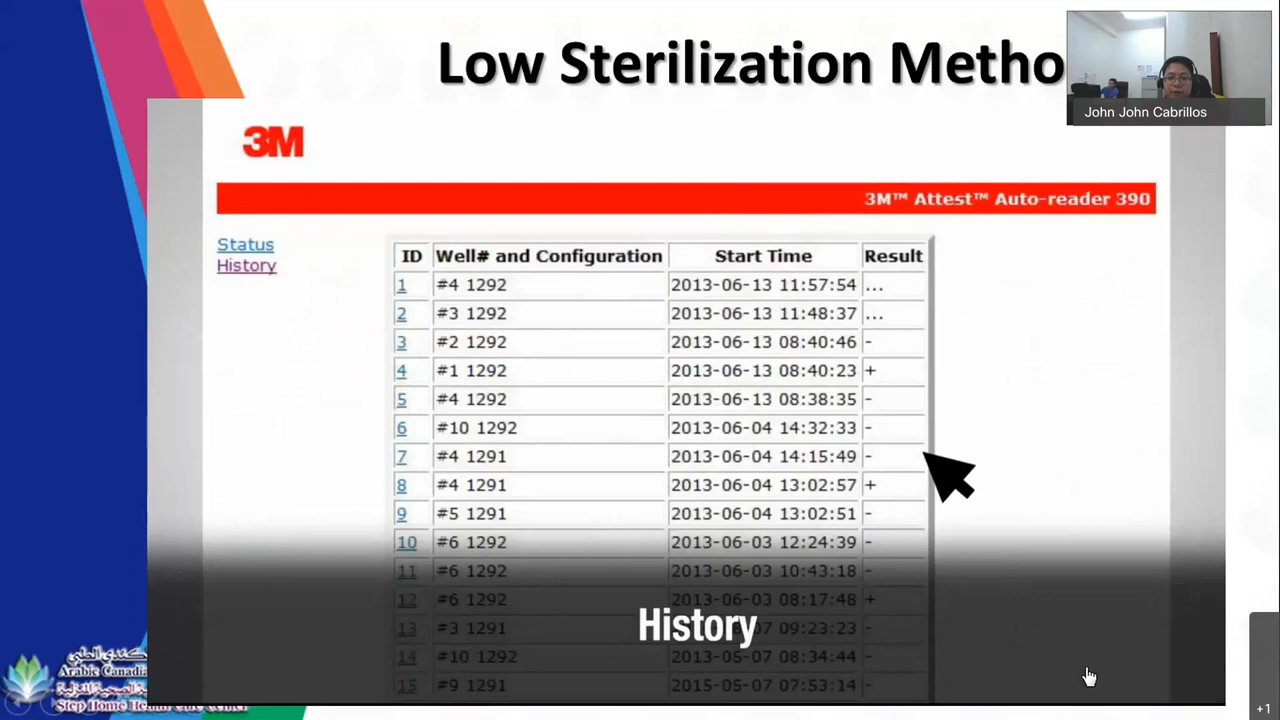 Low Sterilization Metho
John John Cabrillos
3M
3M™ Attest™ Auto-reader 390
Status
History
ID Well# and Configuration Start Time Result
1 #4 1292 2013-06-13 11:57:54 ...
2 #3 1292 2013-06-13 11:48:37 ...
3 #2 1292 2013-06-13 08:40:46 -
4 #1 1292 2013-06-13 08:40:23 +
5 #4 1292 2013-06-13 08:38:35 -
6 #10 1292 2013-06-04 14:32:33 -
7 #4 1291 2013-06-04 14:15:49 -
8 #4 1291 2013-06-04 13:02:57 +
9 #5 1291 2013-06-04 13:02:51 -
10 #6 1292 2013-06-03 12:24:39 -
11 #6 1292 2013-06-03 10:43:18 -
12 #6 1292 2013-06-03 08:17:48 +
13 #3 1291 07 09:23:23 -
14 #10 1292 2013-05-07 08:34:44 -
15 #9 1291 2015-05-07 07:53:14 -
History
Arabic Canadia
Step Home Health Care Center
+1